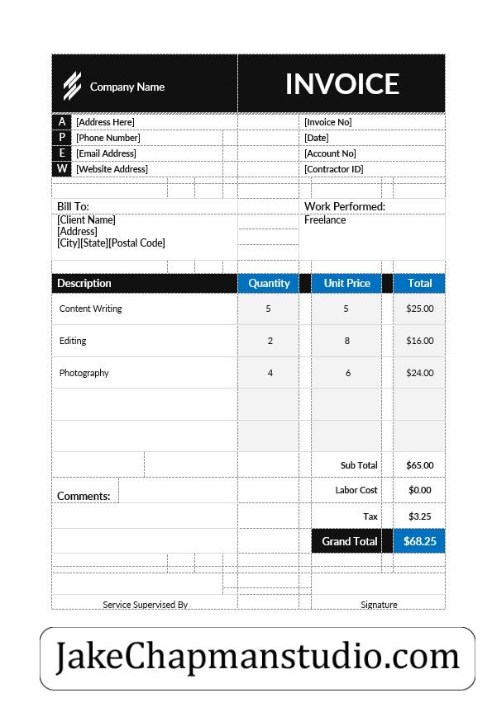 Company Name
INVOICE
A [Address Here] [Invoice No]
P [Phone Number] [Date]
E [Email Address] [Account No]
W [Website Address] [Contractor ID]
Bill To: Work Performed:
[Client Name] Freelance
[Address]
[City][State][Postal Code]
Description Quantity Unit Price Total
Content Writing 5 5 $25.00
Editing 2 8 $16.00
Photography 4 6 $24.00
Sub Total $65.00
Labor Cost $0.00
Comments:
Tax $3.25
Grand Total $68.25
Service Supervised By Signature
JakeChapmanstudio.com